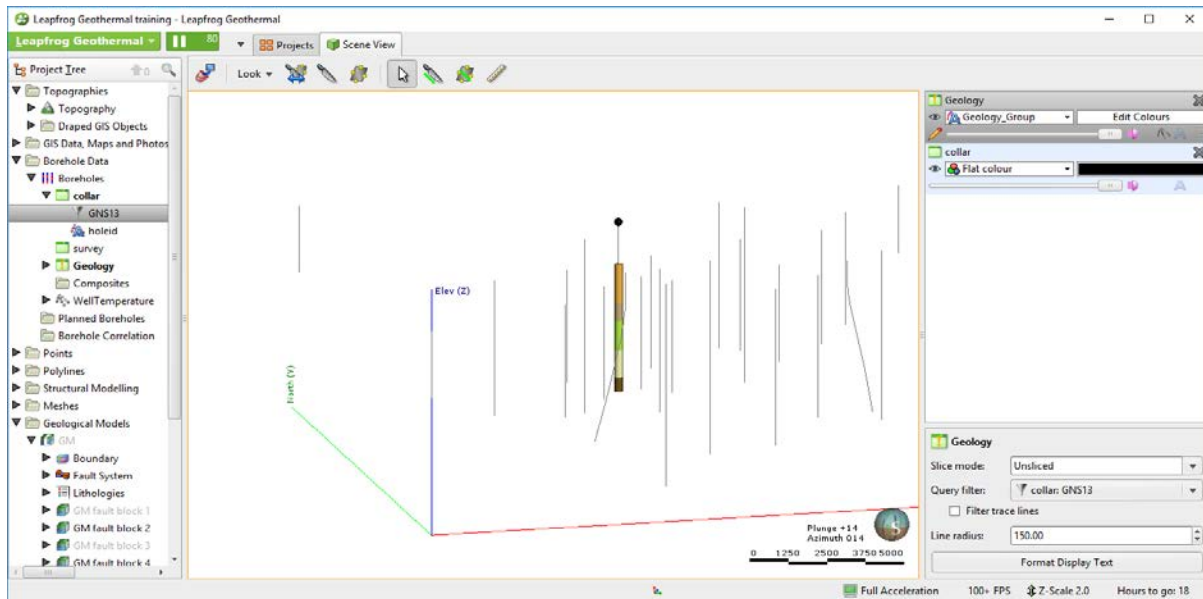 Leapfrog Geothermal training - Leapfrog Geothermal
Leapfrog Geothermal
80
Projects
Scene View
Project Tree
Look
Topographies
Topography
Draped GIS Objects
GIS Data, Maps and Photos
Borehole Data
Boreholes
collar
GNS13
holeid
survey
Geology
Composites
WellTemperature
Planned Boreholes
Borehole Correlation
Points
Polylines
Structural Modelling
Meshes
Geological Models
GM
Boundary
Fault System
Lithologies
GM fault block 1
GM fault block 2
GM fault block 3
GM fault block 4
Elev (Z)
North (Y)
Plunge +14
Azimuth 014
S
0 1250 2500 3750 5000
Geology
Geology_Group
Edit Colours
collar
Flat colour
Geology
Slice mode: Unsliced
Query filter: collar: GNS13
Filter trace lines
Line radius: 150.00
Format Display Text
Full Acceleration 100+ FPS Z-Scale 2.0 Hours to go: 18